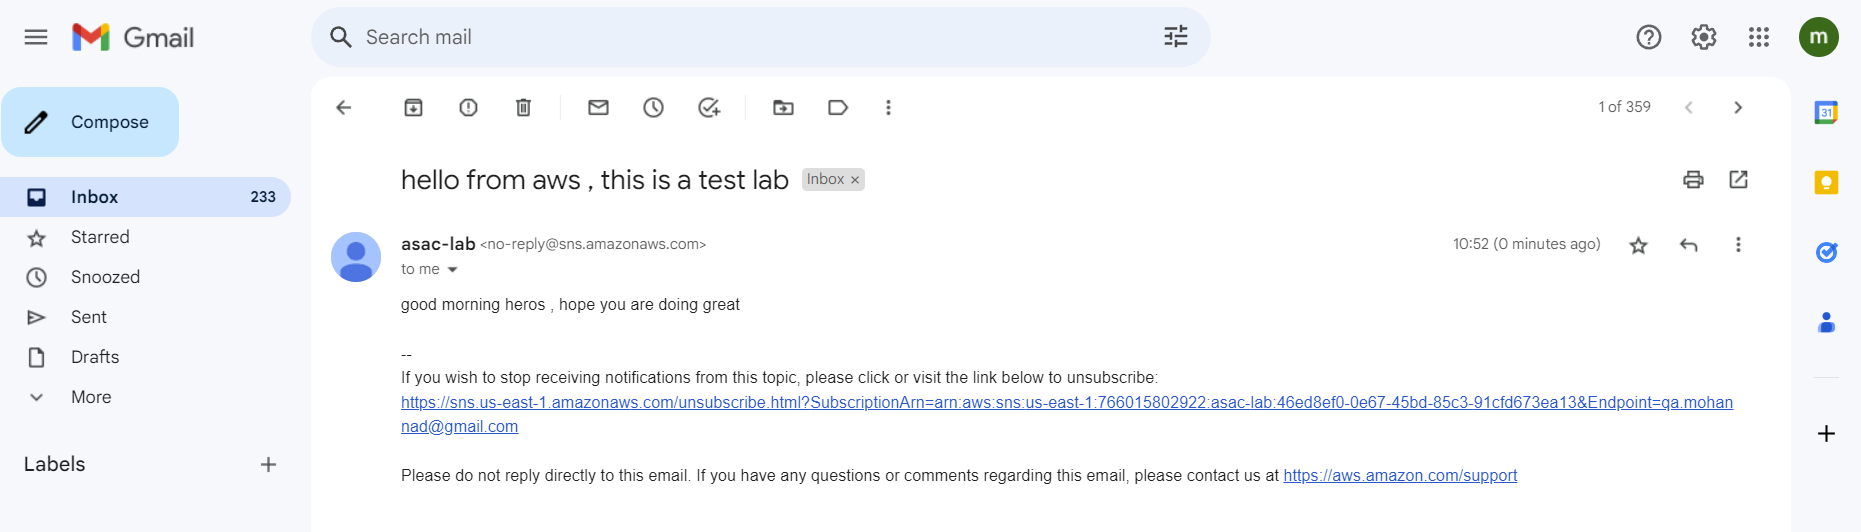 Gmail
Search mail
m
Compose
1 of 359
31
hello from aws , this is a test lab
Inbox ×
Inbox 233
Starred
Snoozed
Sent
Drafts
More
Labels
asac-lab <no-reply@sns.amazonaws.com>
10:52 (0 minutes ago)
to me
good morning heros , hope you are doing great
--
If you wish to stop receiving notifications from this topic, please click or visit the link below to unsubscribe:
https://sns.us-east-1.amazonaws.com/unsubscribe.html?SubscriptionArn=arn:aws:sns:us-east-1:766015802922:asac-lab:46ed8ef0-0e67-45bd-85c3-91cfd673ea13&Endpoint=qa.mohan
nad@gmail.com
Please do not reply directly to this email. If you have any questions or comments regarding this email, please contact us at https://aws.amazon.com/support